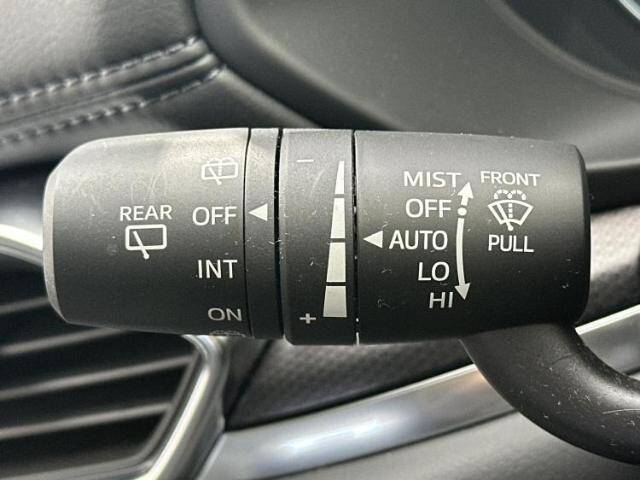 REAR
OFF
INT
ON
−
+
MIST
OFF
AUTO
LO
HI
FRONT
PULL